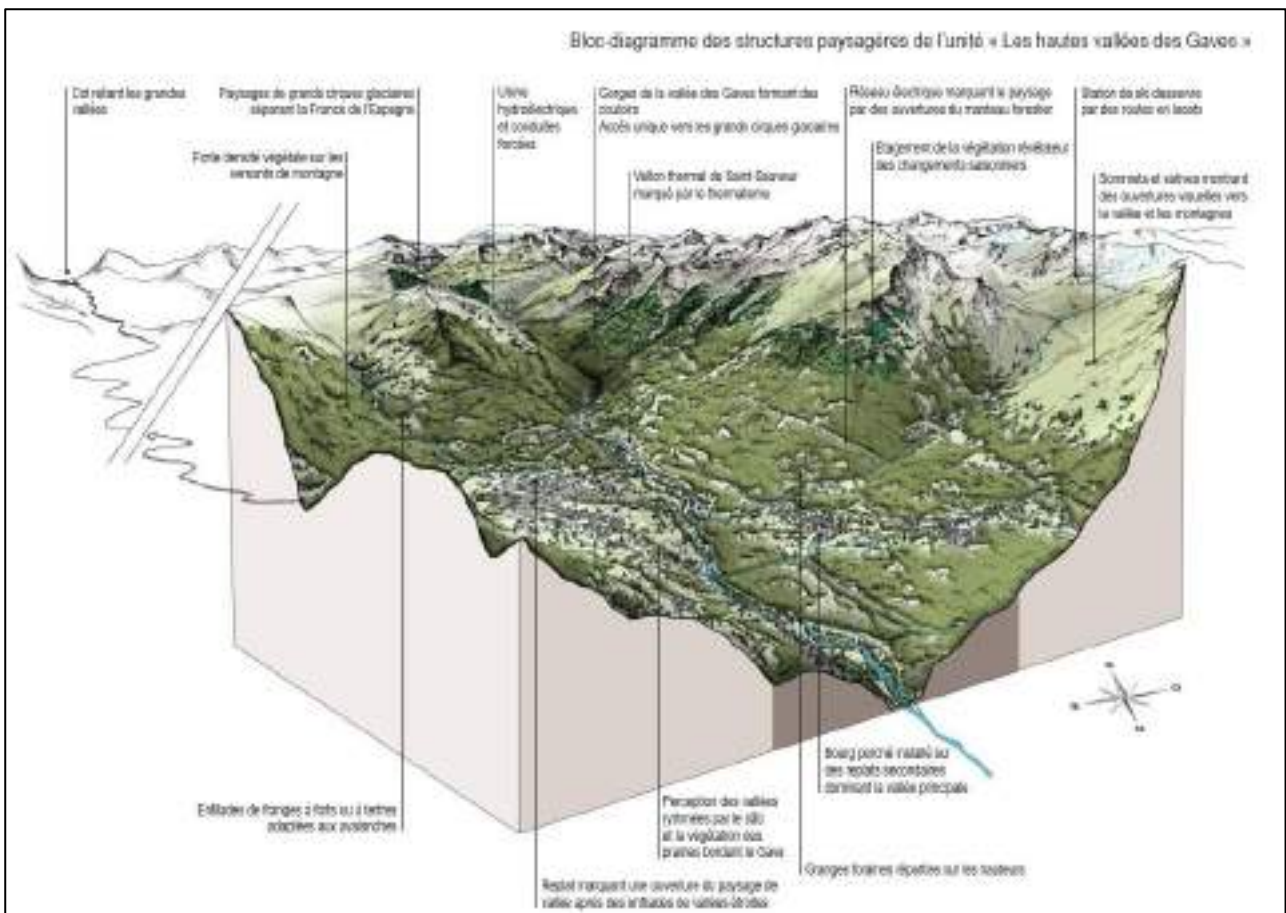 Bloc-diagramme des structures paysagères de l'unité « Les hautes vallées des Gaves »
Col reliant les grandes
vallées
Paysages de grands cirques glaciaires
séparant la France de l'Espagne
Usine
hydroélectrique
et conduites
forcées
Gorges de la vallée des Gaves formant des
couloirs
Accès unique vers les grands cirques glaciaires
Réseau électrique marquant le paysage
par des ouvertures du manteau forestier
Station de ski desservie
par des routes en lacets
Forte densité végétale sur les
versants de montagne
Vallon thermal de Saint-Sauveur
marqué par le thermalisme
Etagement de la végétation révélateur
des changements saisonniers
Sommets et estives montrant
des ouvertures visuelles vers
la vallée et les montagnes
Bourg perché installé sur
des replats secondaires
dominant la vallée principale
Enfilades de granges à forts ou à tertres
adaptées aux avalanches
Perception des vallées
rythmées par le bâti
et la végétation des
prairies bordant le Gave
Granges foraines réparties sur les hauteurs
Replat marquant une ouverture du paysage de
vallée après des enfilades de vallées étroites